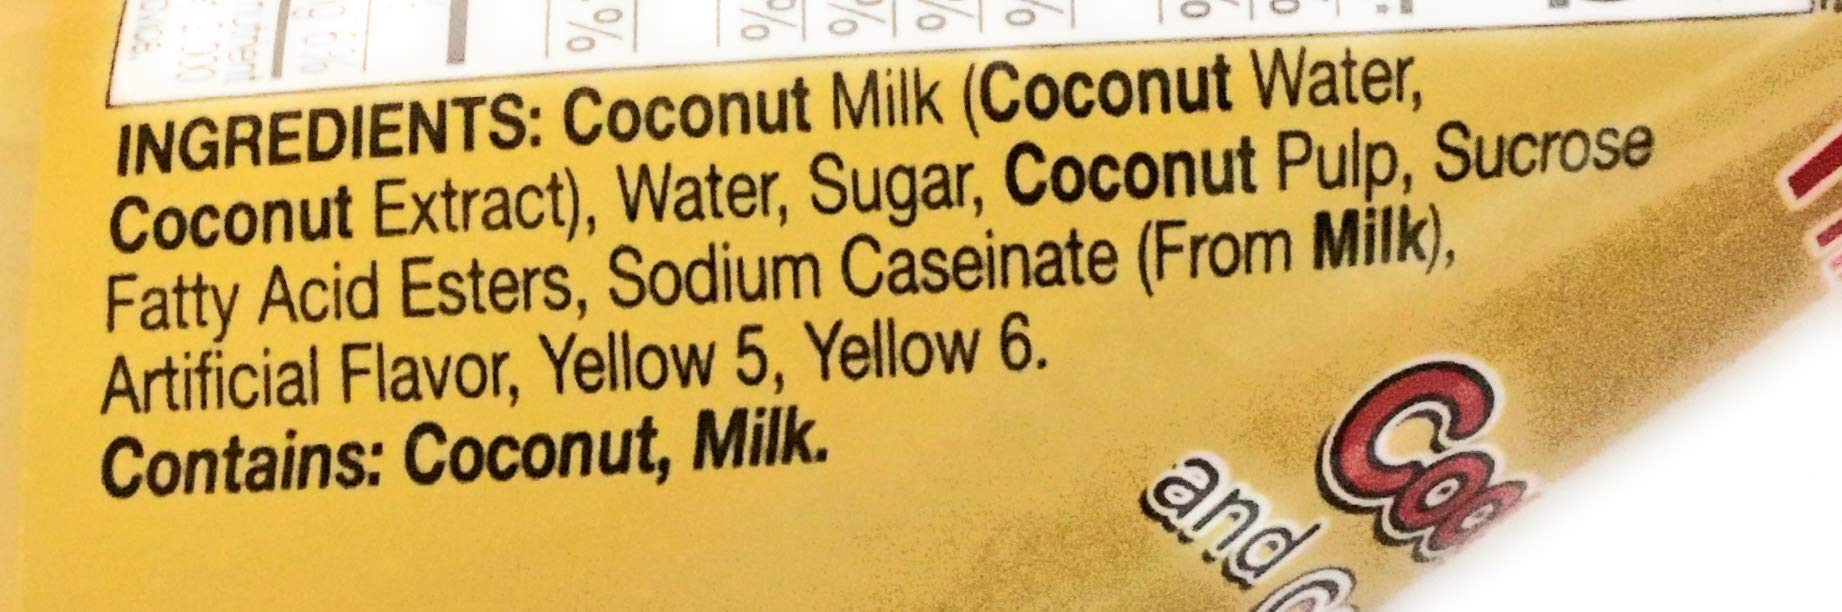 % % % % %
INGREDIENTS: Coconut Milk (Coconut Water,
Coconut Extract), Water, Sugar, Coconut Pulp, Sucrose
Fatty Acid Esters, Sodium Caseinate (From Milk),
Artificial Flavor, Yellow 5, Yellow 6.
Contains: Coconut, Milk.
and